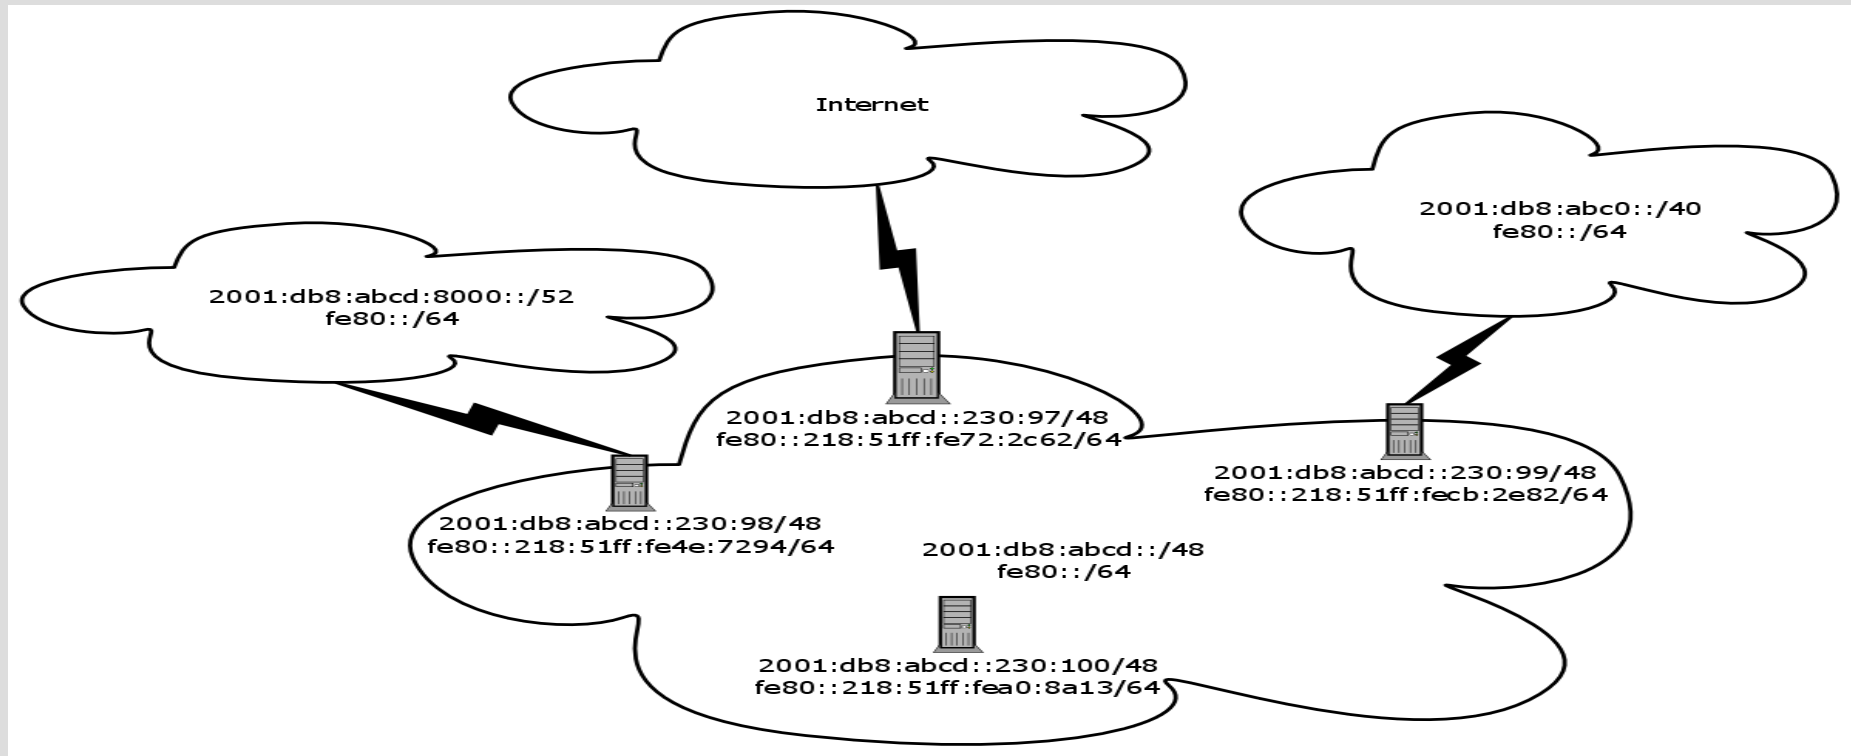 Internet
2001:db8:abc0::/40
fe80::/64
2001:db8:abcd:8000::/52
fe80::/64
2001:db8:abcd::230:97/48
fe80::218:51ff:fe72:2c62/64
2001:db8:abcd::230:99/48
fe80::218:51ff:fecb:2e82/64
2001:db8:abcd::230:98/48
fe80::218:51ff:fe4e:7294/64
2001:db8:abcd::/48
fe80::/64
2001:db8:abcd::230:100/48
fe80::218:51ff:fea0:8a13/64